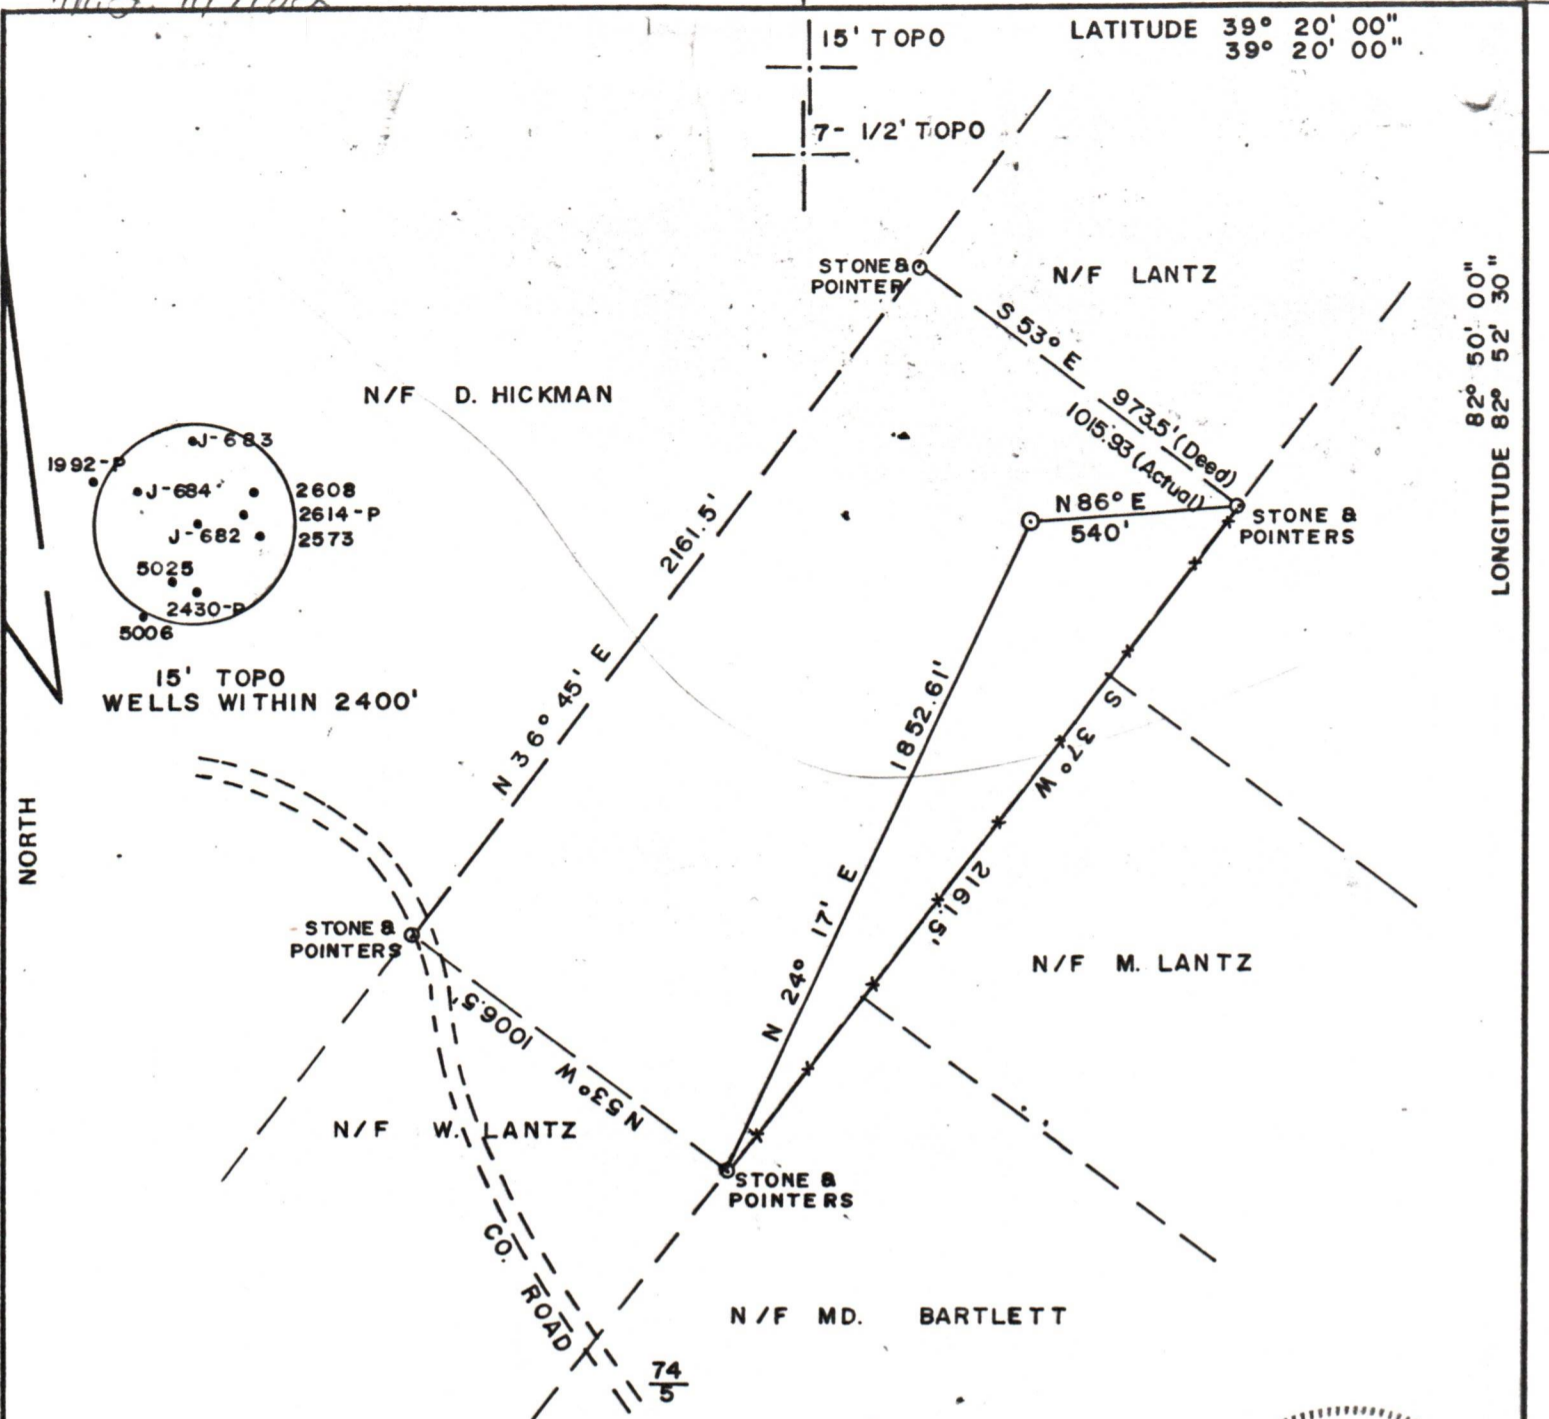 15' TOPO
LATITUDE 39° 20' 00"
39° 20' 00"
7- 1/2' TOPO
STONE &
POINTER
N/F LANTZ
82° 50' 00"
LONGITUDE 82° 52' 30"
S 53° E 973.5' (Deed)
1015.93 (Actual)
N/F D. HICKMAN
J-683
1992-P
J-684
2608
2614-P
J-682
2573
5025
2430-P
5006
15' TOPO
WELLS WITHIN 2400'
N 86° E
540'
STONE &
POINTERS
N 36° 45' E 2161.5'
N 24° 17' E 1852.61'
S 37° W 2161.5'
NORTH
STONE &
POINTERS
N/F M. LANTZ
N 53° W 1006.5'
N/F W. LANTZ
STONE &
POINTERS
CO. ROAD
N/F MD. BARTLETT
74
5